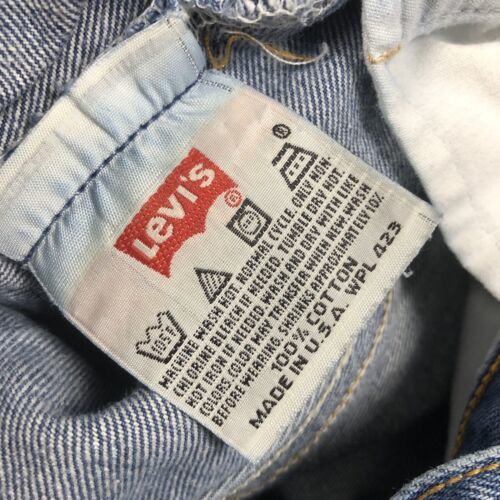 Levi's
®
®
MACHINE WASH HOT, NORMAL CYCLE. ONLY NON-
CHLORINE BLEACH IF NEEDED. TUMBLE DRY HOT.
HOT IRON IF NEEDED. WASH AND DRY WITH LIKE
COLORS. COLOR MAY TRANSFER WHEN NEW. WASH
BEFORE WEARING. SHRINKS APPROXIMATELY 10%.
100% COTTON
MADE IN U.S.A. WPL 423